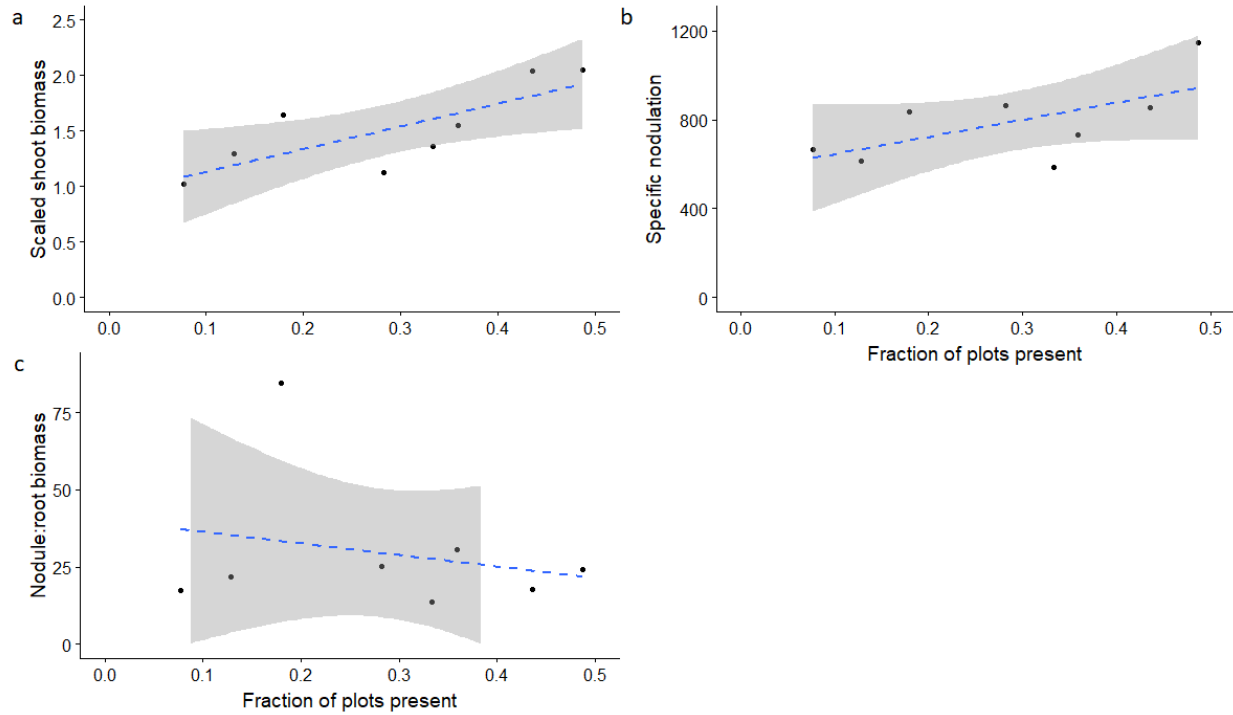 a
Scaled shoot biomass
2.5
2.0
1.5
1.0
0.5
0.0
0.0 0.1 0.2 0.3 0.4 0.5
b
Specific nodulation
1200
800
400
0
0.0 0.1 0.2 0.3 0.4 0.5
Fraction of plots present
c
Nodule:root biomass
75
50
25
0
0.0 0.1 0.2 0.3 0.4 0.5
Fraction of plots present